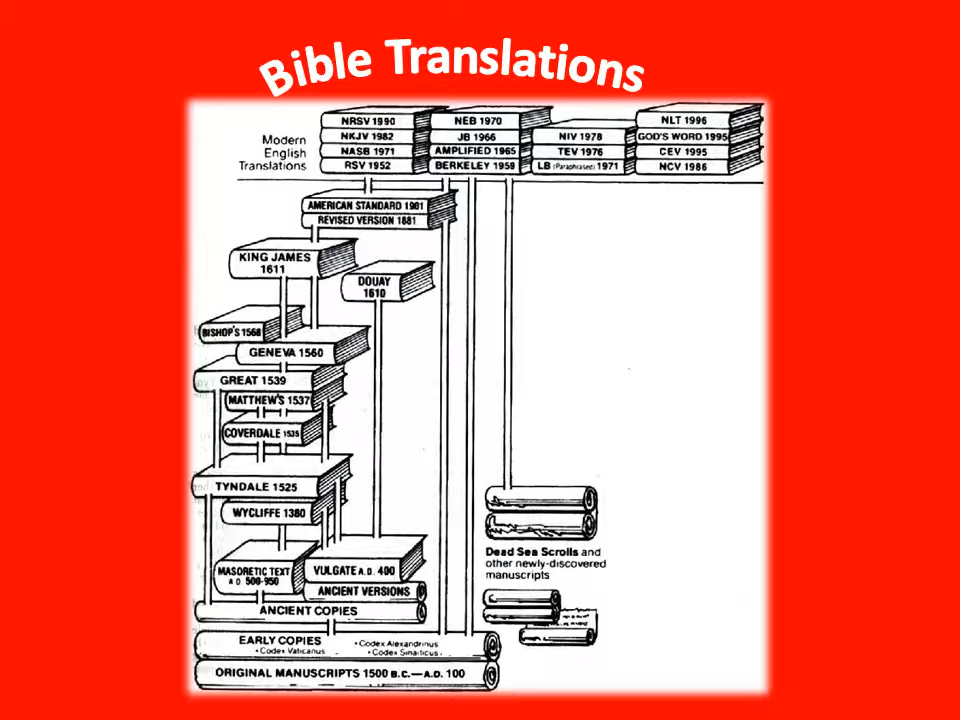 Bible Translations
Modern
English
Translations
NRSV 1990
NKJV 1982
NASB 1971
RSV 1952
NEB 1970
JB 1966
AMPLIFIED 1965
BERKELEY 1959
NIV 1978
TEV 1976
LB (Paraphrased) 1971
NLT 1996
GOD'S WORD 1995
CEV 1995
NCV 1986
AMERICAN STANDARD 1901
REVISED VERSION 1881
KING JAMES
1611
DOUAY
1610
BISHOP'S 1568
GENEVA 1560
GREAT 1539
MATTHEW'S 1537
COVERDALE 1535
TYNDALE 1525
WYCLIFFE 1380
MASORETIC TEXT
A.D. 500-950
VULGATE A.D. 400
ANCIENT VERSIONS
ANCIENT COPIES
Dead Sea Scrolls and
other newly-discovered
manuscripts
EARLY COPIES
• Codex Vaticanus
• Codex Alexandrinus
• Codex Sinaiticus
ORIGINAL MANUSCRIPTS 1500 B.C.—A.D. 100